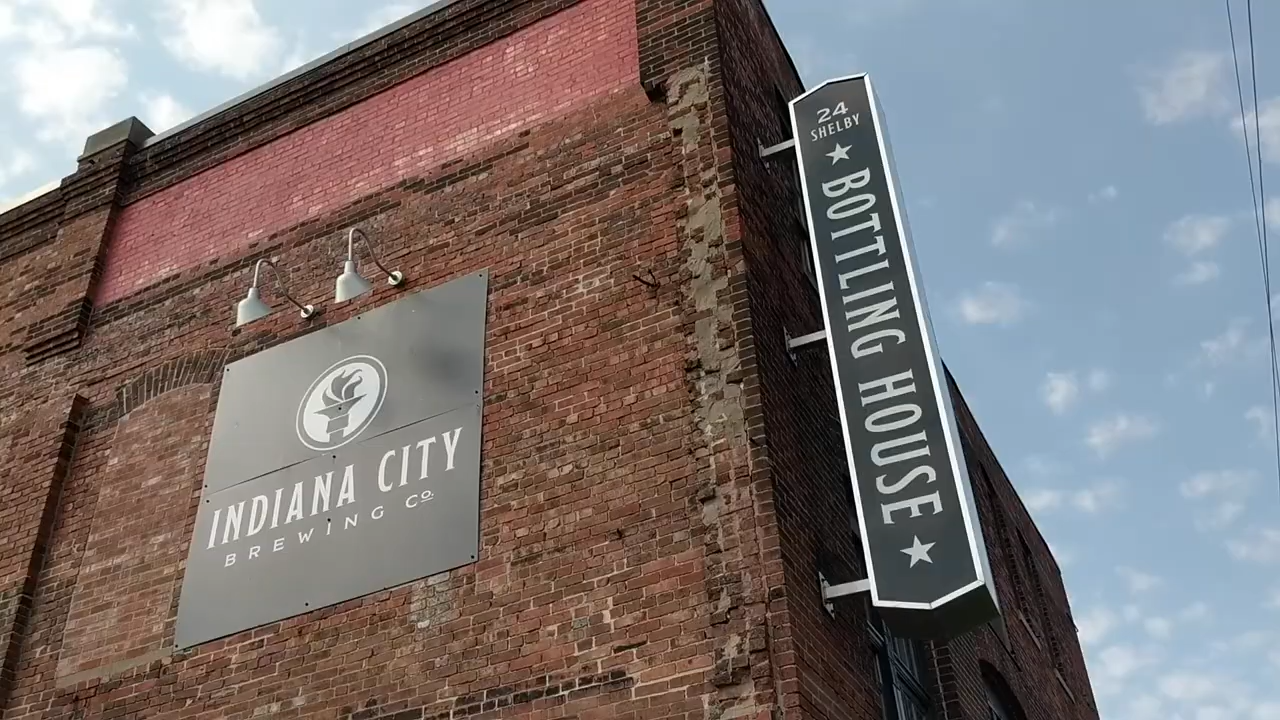 INDIANA CITY
BREWING CO.
24
SHELBY
BOTTLING HOUSE